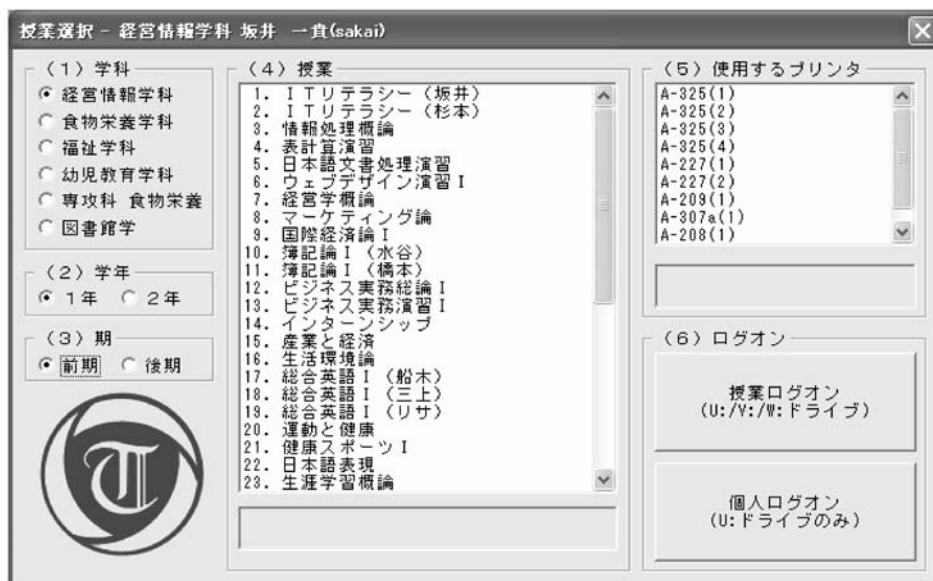 授業選択 - 経営情報学科 坂井 一貴(sakai)
(1) 学科
経営情報学科
食物栄養学科
福祉学科
幼児教育学科
専攻科 食物栄養
図書館学
(2) 学年
1年 2年
(3) 期
前期 後期
(4) 授業
1. ITリテラシー (坂井)
2. ITリテラシー (杉本)
3. 情報処理概論
4. 表計算演習
5. 日本語文書処理演習
6. ウェブデザイン演習Ⅰ
7. 経営学概論
8. マーケティング論
9. 国際経済論Ⅰ
10. 簿記論Ⅰ (水谷)
11. 簿記論Ⅰ (橋本)
12. ビジネス実務総論Ⅰ
13. ビジネス実務演習Ⅰ
14. インターンシップ
15. 産業と経済
16. 生活環境論
17. 総合英語Ⅰ (船木)
18. 総合英語Ⅰ (三上)
19. 総合英語Ⅰ (リサ)
20. 運動と健康
21. 健康スポーツⅠ
22. 日本語表現
23. 生涯学習概論
(5) 使用するプリンタ
A-325(1)
A-325(2)
A-325(3)
A-325(4)
A-227(1)
A-227(2)
A-209(1)
A-307a(1)
A-208(1)
(6) ログオン
授業ログオン
(U:/V:/W:ドライブ)
個人ログオン
(U:ドライブのみ)